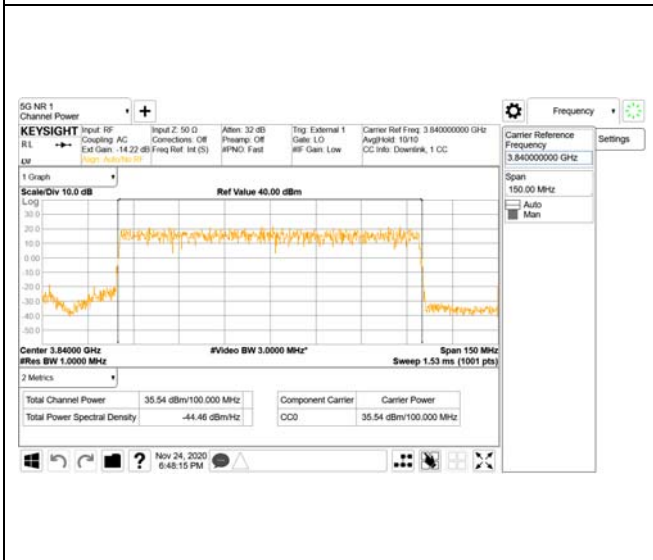 5G NR 1
Channel Power
Frequency
KEYSIGHT
RL
Input: RF
Coupling: AC
Ext Gain: -14.22 dB
Align: Auto/No RF
Input Z: 50 Ω
Corrections: Off
Freq Ref: Int (S)
Atten: 32 dB
Preamp: Off
#PNO: Fast
Trig: External 1
Gate: LO
#IF Gain: Low
Carrier Ref Freq: 3.840000000 GHz
Avg|Hold: 10/10
CC Info: Downlink, 1 CC
Carrier Reference
Frequency
3.840000000 GHz
Settings
Span
150.00 MHz
Auto
Man
1 Graph
Scale/Div 10.0 dB
Ref Value 40.00 dBm
Log
30.0
20.0
10.0
0.00
-10.0
-20.0
-30.0
-40.0
-50.0
Center 3.84000 GHz
#Video BW 3.0000 MHz*
Span 150 MHz
#Res BW 1.0000 MHz
Sweep 1.53 ms (1001 pts)
2 Metrics
Total Channel Power 35.54 dBm/100.000 MHz
Total Power Spectral Density -44.46 dBm/Hz
Component Carrier Carrier Power
CC0 35.54 dBm/100.000 MHz
Nov 24, 2020
6:48:15 PM